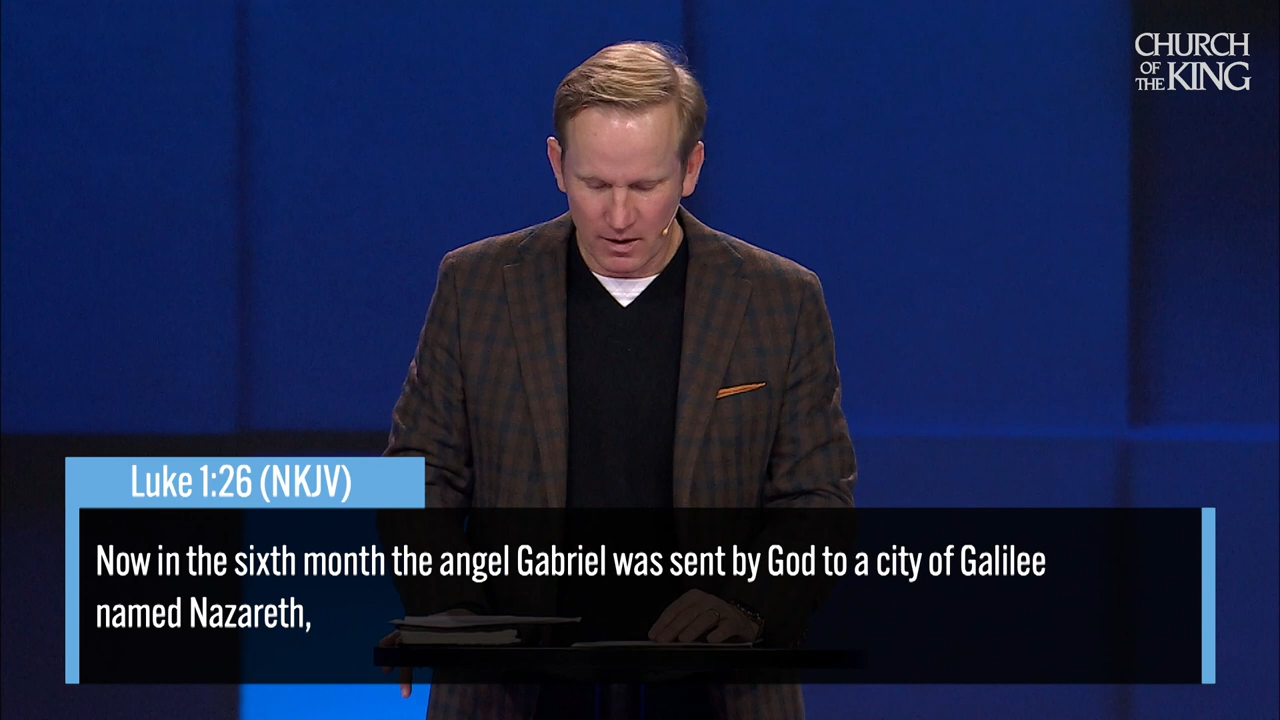 CHURCH
OF
THE KING
Luke 1:26 (NKJV)
Now in the sixth month the angel Gabriel was sent by God to a city of Galilee
named Nazareth,